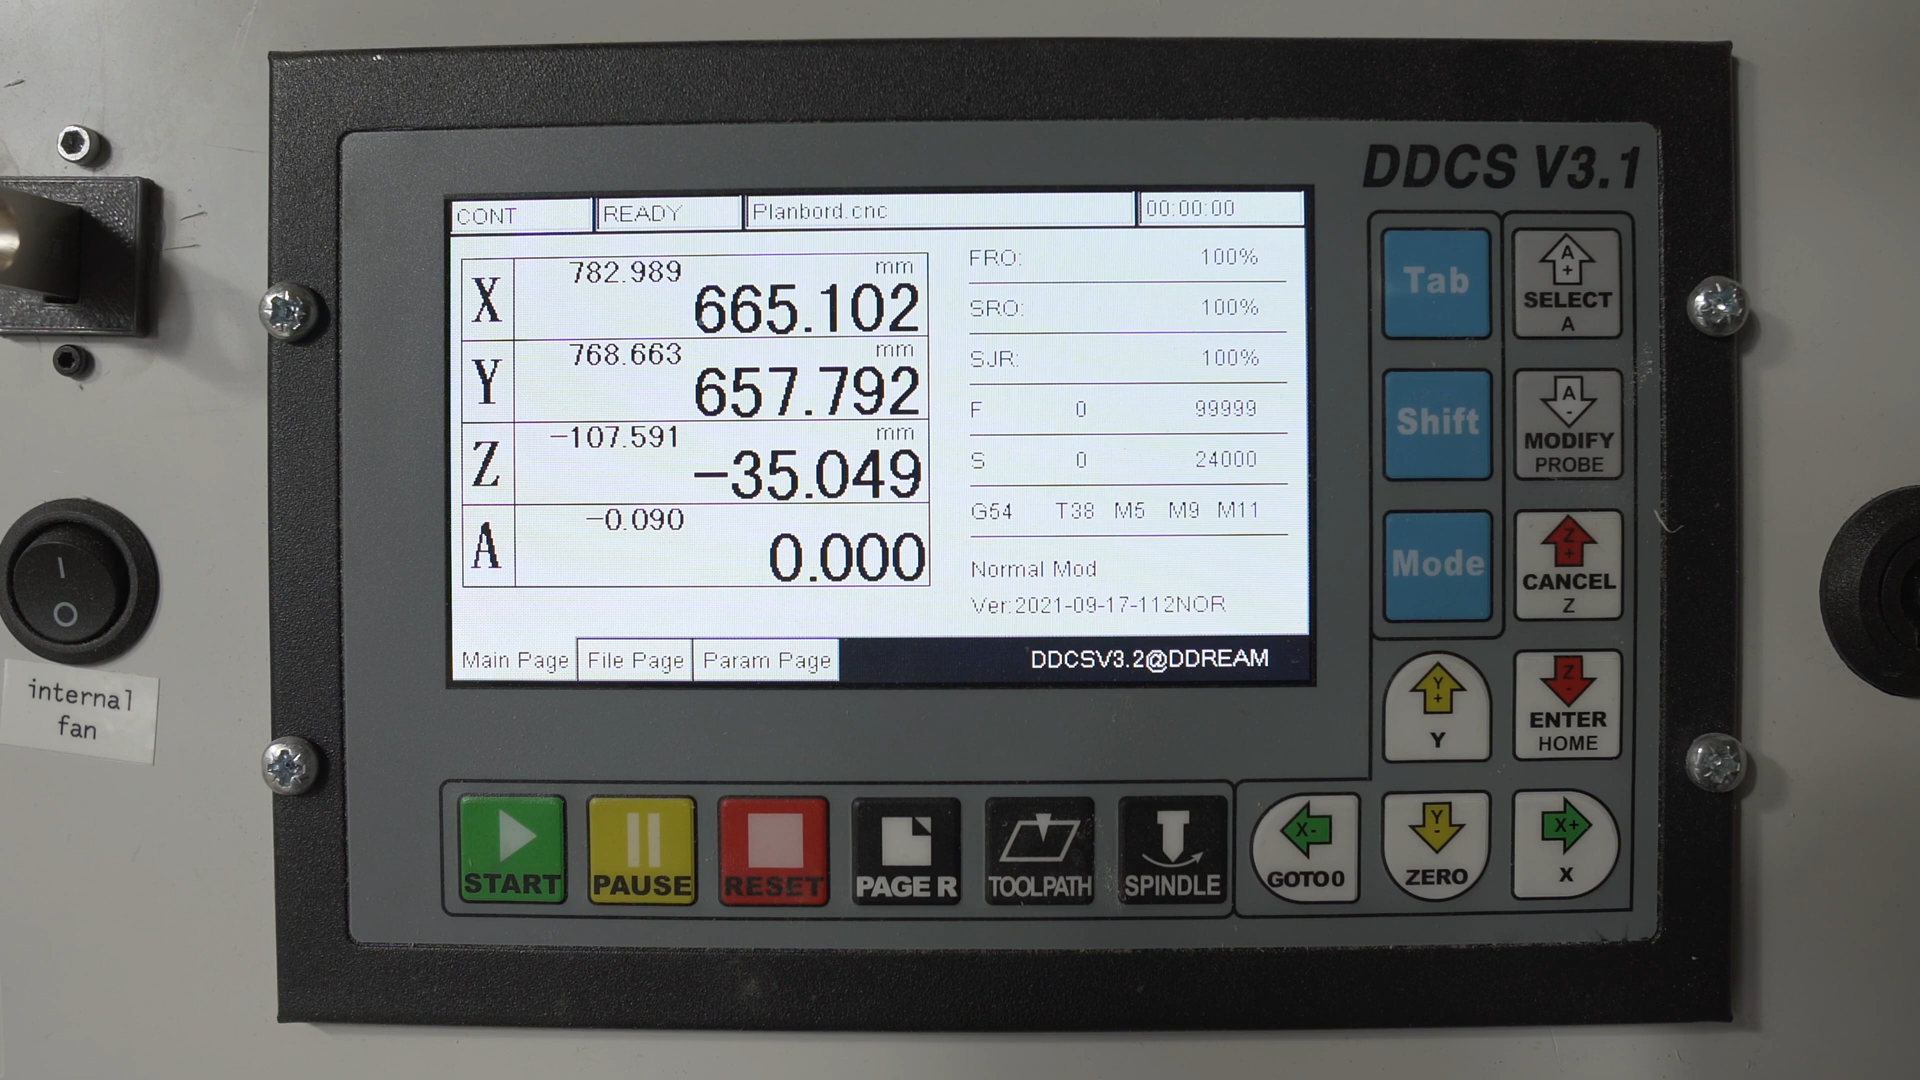 DDCS V3.1
CONT READY Planbord.cnc 00:00:00
X 782.989 mm 665.102
Y 768.663 mm 657.792
Z -107.591 mm -35.049
A -0.090 0.000
FRO: 100%
SRO: 100%
SJR: 100%
F 0 99999
S 0 24000
G54 T38 M5 M9 M11
Normal Mod
Ver:2021-09-17-112NOR
Main Page File Page Param Page DDCSV3.2@DDREAM
Tab
A
+
SELECT
A
Shift
A
-
MODIFY
PROBE
Mode
Z
+
CANCEL
Z
Y
+
Y
Z
-
ENTER
HOME
START
PAUSE
RESET
PAGE R
TOOLPATH
SPINDLE
X-
GOTO0
Y
-
ZERO
X+
X
I
O
internal
fan